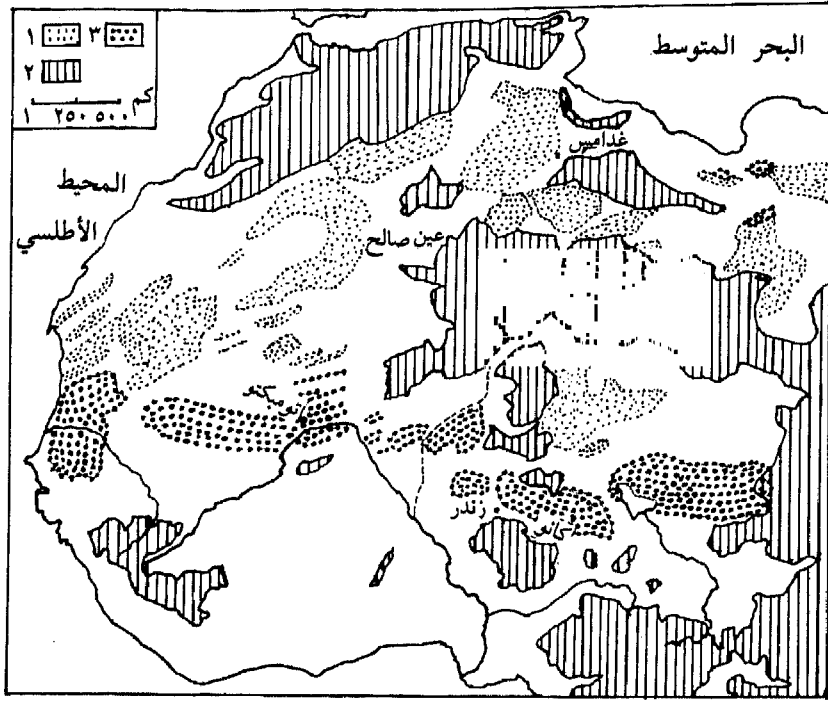 ١ ٣
٢
١ ٢٥٠ ٥٠٠ كم
البحر المتوسط
غدامس
المحيط
الأطلسي
عين صالح
زندر